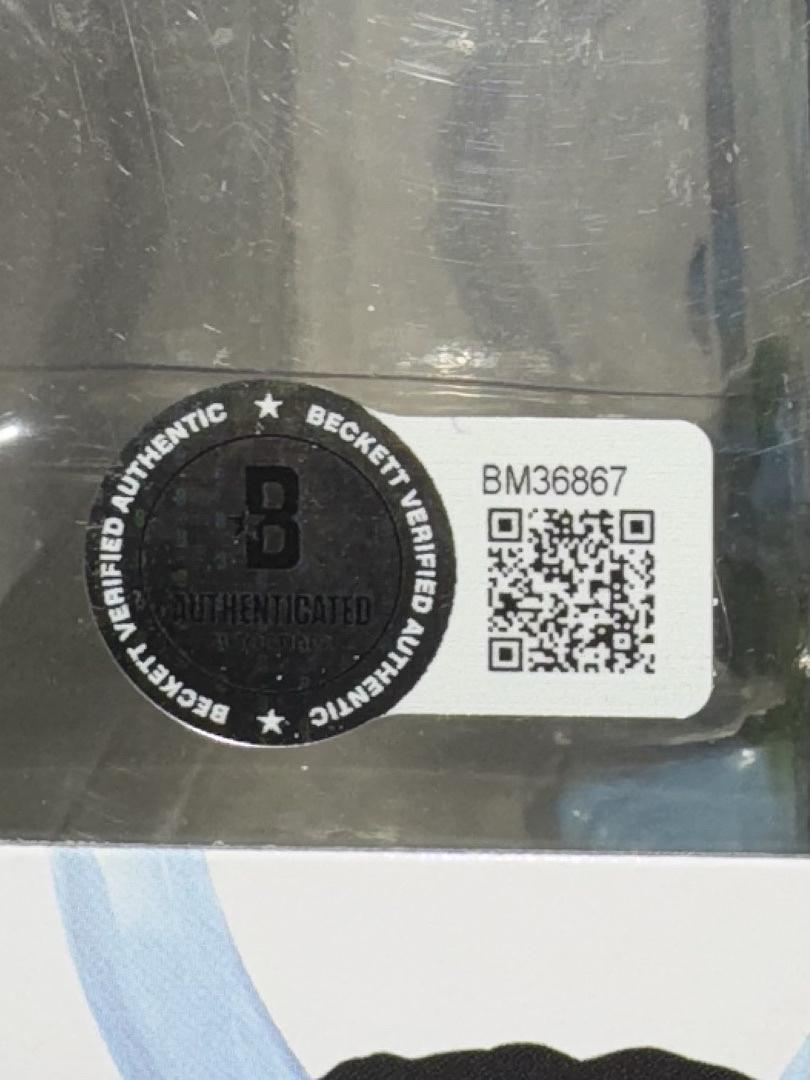 BECKETT VERIFIED AUTHENTIC
BECKETT VERIFIED AUTHENTIC
B
AUTHENTICATED
BM36867